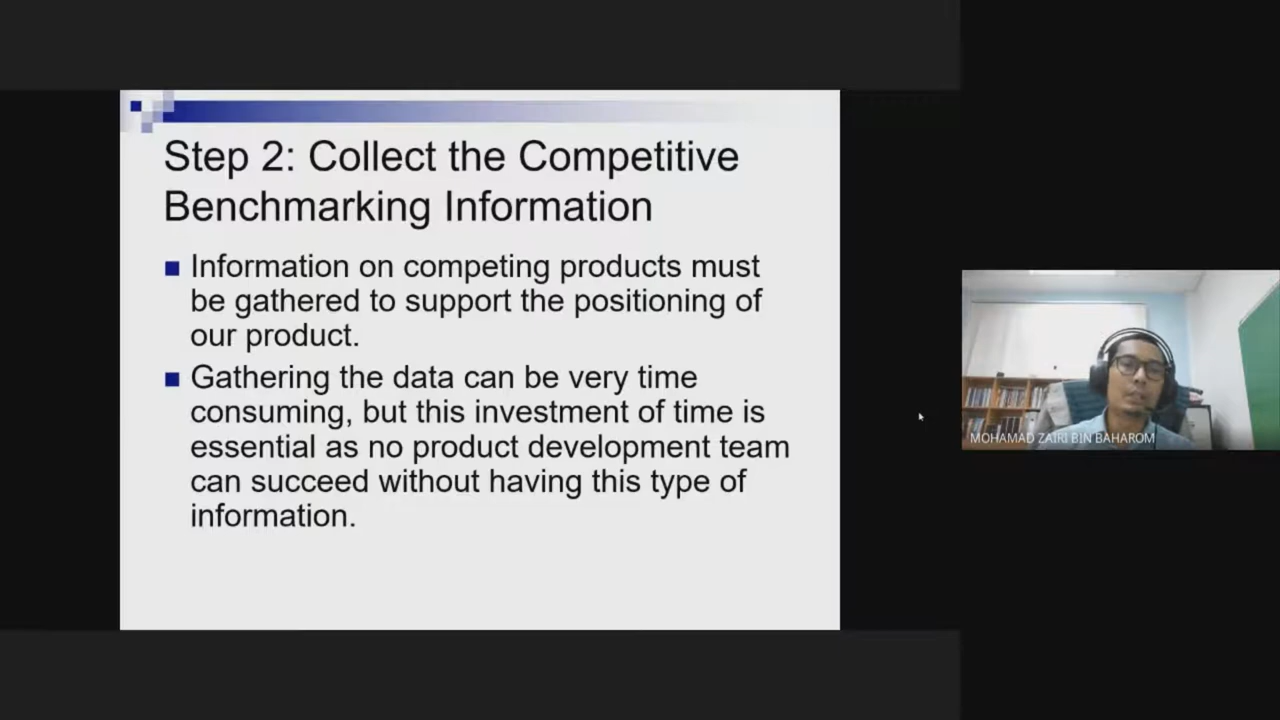 Step 2: Collect the Competitive
Benchmarking Information
Information on competing products must
be gathered to support the positioning of
our product.
Gathering the data can be very time
consuming, but this investment of time is
essential as no product development team
can succeed without having this type of
information.
MOHAMAD ZAIRI BIN BAHAROM